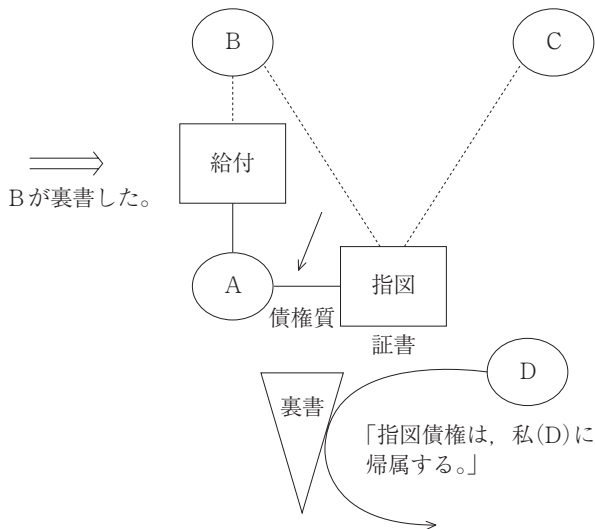 B
C
給付
Bが裏書した。
A
指図
債権質
証書
D
裏書
「指図債権は，私(D)に
帰属する。」